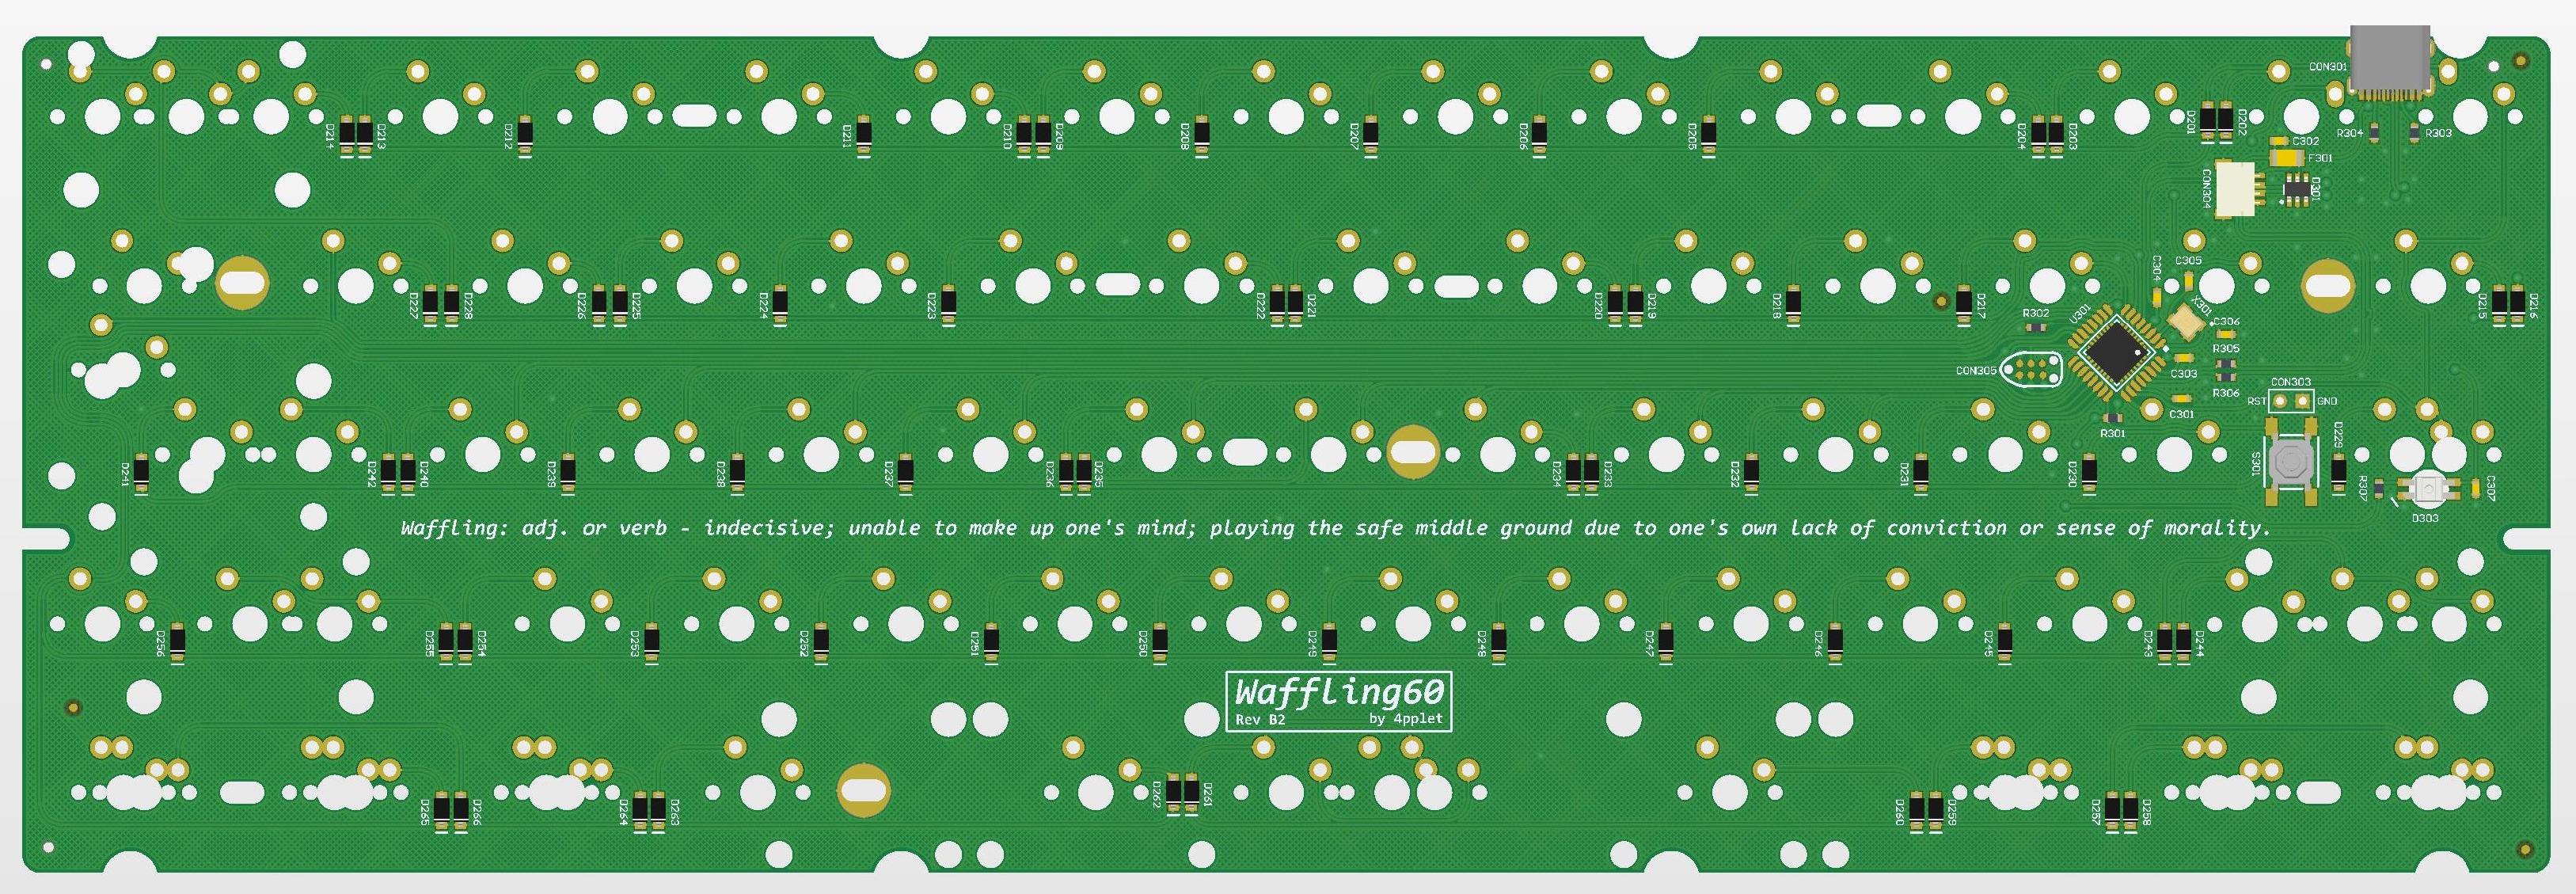 CON301
D214 D213 D212 D211 D210 D209 D208 D207 D206 D205 D204 D203 D201 D202 R304 R303
C302
F301
CON304 D301
C304 C305
D227 D228 D226 D225 D224 D223 D222 D221 D220 D219 D218 D217 U301 X301 D215 D216
R302 C306
R305
CON305 C303
CON303
R306
RST GND
C301
R301
D241 D242 D240 D239 D238 D237 D236 D235 D234 D233 D232 D231 D230 S301 D229 R307 C307
D303
Waffling: adj. or verb - indecisive; unable to make up one's mind; playing the safe middle ground due to one's own lack of conviction or sense of morality.
D256 D255 D254 D253 D252 D251 D250 D249 D248 D247 D246 D245 D243 D244
Waffling60
Rev B2 by 4pplet
D265 D266 D264 D263 D262 D261 D260 D259 D257 D258